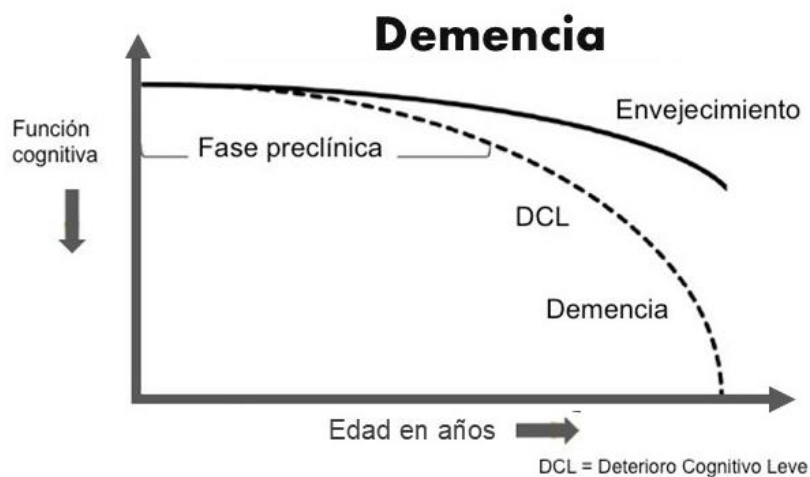 Demencia
Función
cognitiva
Envejecimiento
Fase preclínica
DCL
Demencia
Edad en años
DCL = Deterioro Cognitivo Leve